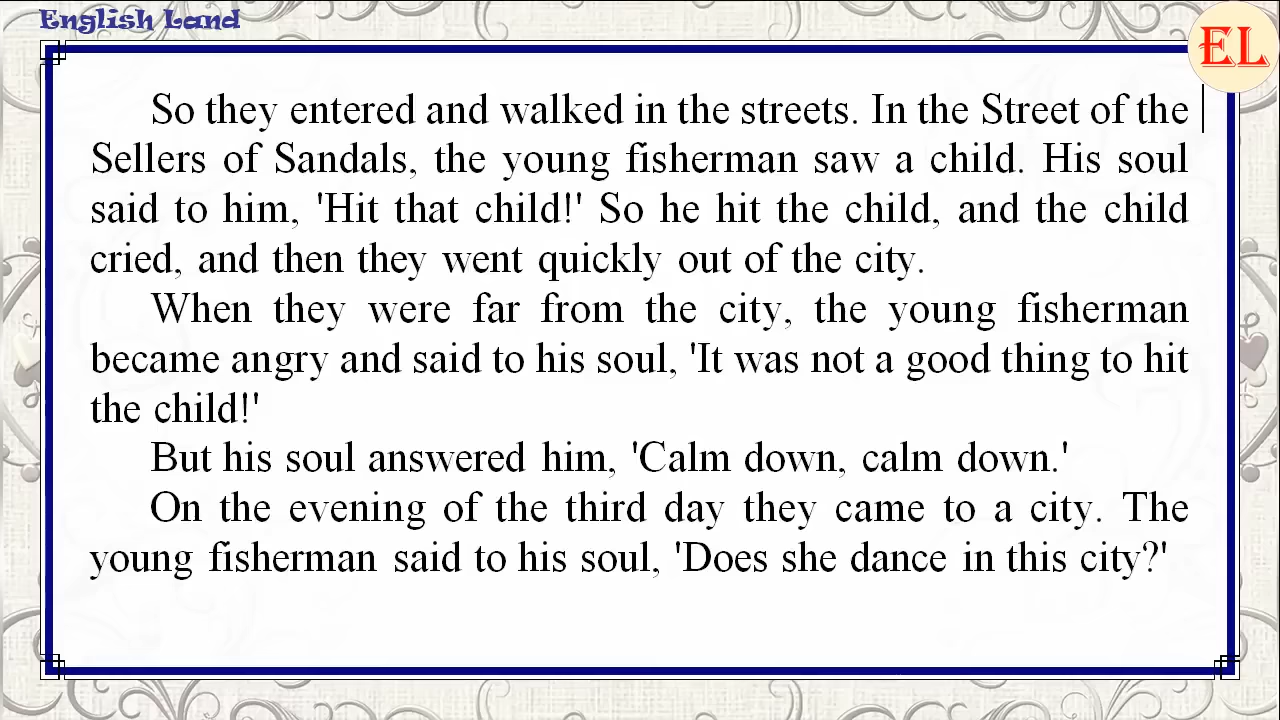 English Land
EL
So they entered and walked in the streets. In the Street of the
Sellers of Sandals, the young fisherman saw a child. His soul
said to him, 'Hit that child!' So he hit the child, and the child
cried, and then they went quickly out of the city.
When they were far from the city, the young fisherman
became angry and said to his soul, 'It was not a good thing to hit
the child!'
But his soul answered him, 'Calm down, calm down.'
On the evening of the third day they came to a city. The
young fisherman said to his soul, 'Does she dance in this city?'